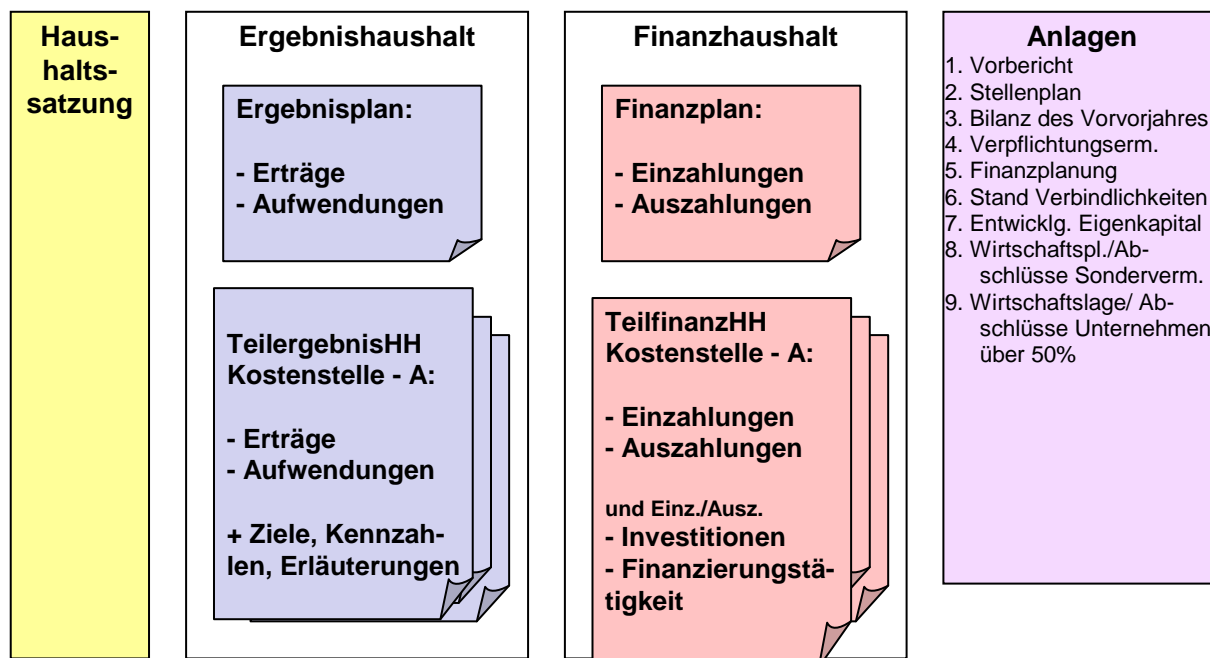 Haus-
halts-
satzung
Ergebnishaushalt
Ergebnisplan:
- Erträge
- Aufwendungen
TeilergebnisHH
Kostenstelle - A:
- Erträge
- Aufwendungen
+ Ziele, Kennzah-
len, Erläuterungen
Finanzhaushalt
Finanzplan:
- Einzahlungen
- Auszahlungen
TeilfinanzHH
Kostenstelle - A:
- Einzahlungen
- Auszahlungen
und Einz./Ausz.
- Investitionen
- Finanzierungstä-
tigkeit
Anlagen
1. Vorbericht
2. Stellenplan
3. Bilanz des Vorvorjahres
4. Verpflichtungserm.
5. Finanzplanung
6. Stand Verbindlichkeiten
7. Entwicklg. Eigenkapital
8. Wirtschaftspl./Ab-
schlüsse Sonderverm.
9. Wirtschaftslage/ Ab-
schlüsse Unternehmen
über 50%